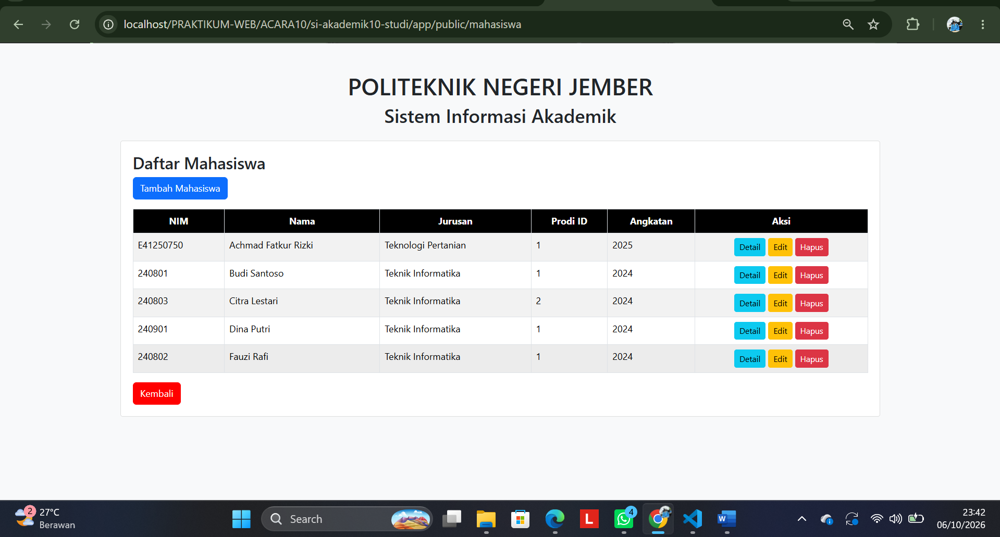 localhost/PRAKTIKUM-WEB/ACARA10/si-akademik10-studi/app/public/mahasiswa
POLITEKNIK NEGERI JEMBER
Sistem Informasi Akademik
Daftar Mahasiswa
Tambah Mahasiswa
NIM Nama Jurusan Prodi ID Angkatan Aksi
E41250750 Achmad Fatkur Rizki Teknologi Pertanian 1 2025 Detail Edit Hapus
240801 Budi Santoso Teknik Informatika 1 2024 Detail Edit Hapus
240803 Citra Lestari Teknik Informatika 2 2024 Detail Edit Hapus
240901 Dina Putri Teknik Informatika 1 2024 Detail Edit Hapus
240802 Fauzi Rafi Teknik Informatika 1 2024 Detail Edit Hapus
Kembali
2 27°C
Berawan
Search
L
4
W
23:42
06/10/2026